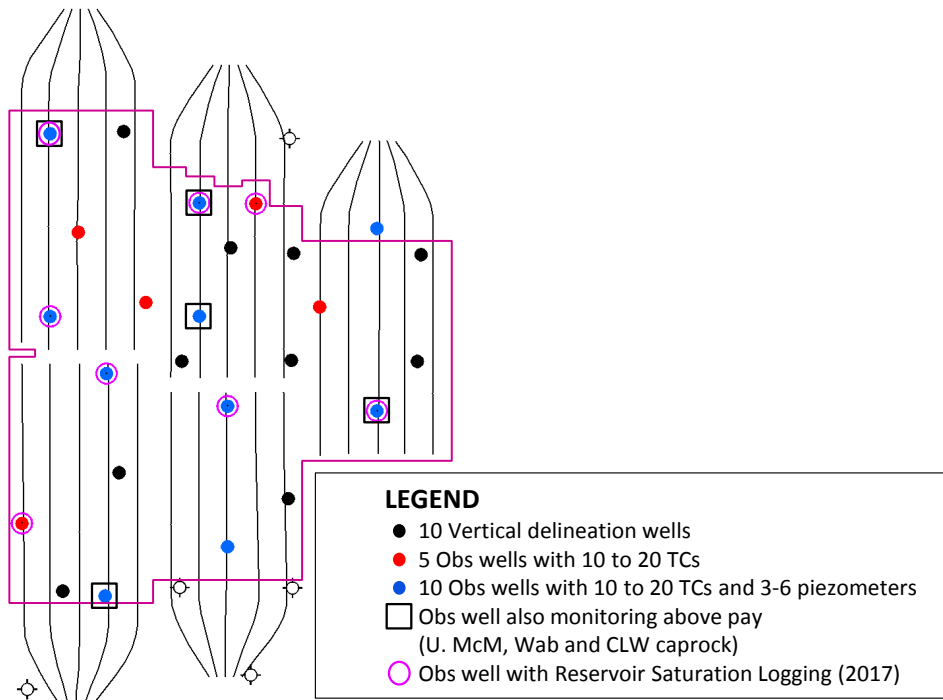 LEGEND
10 Vertical delineation wells
5 Obs wells with 10 to 20 TCs
10 Obs wells with 10 to 20 TCs and 3-6 piezometers
Obs well also monitoring above pay
(U. McM, Wab and CLW caprock)
Obs well with Reservoir Saturation Logging (2017)